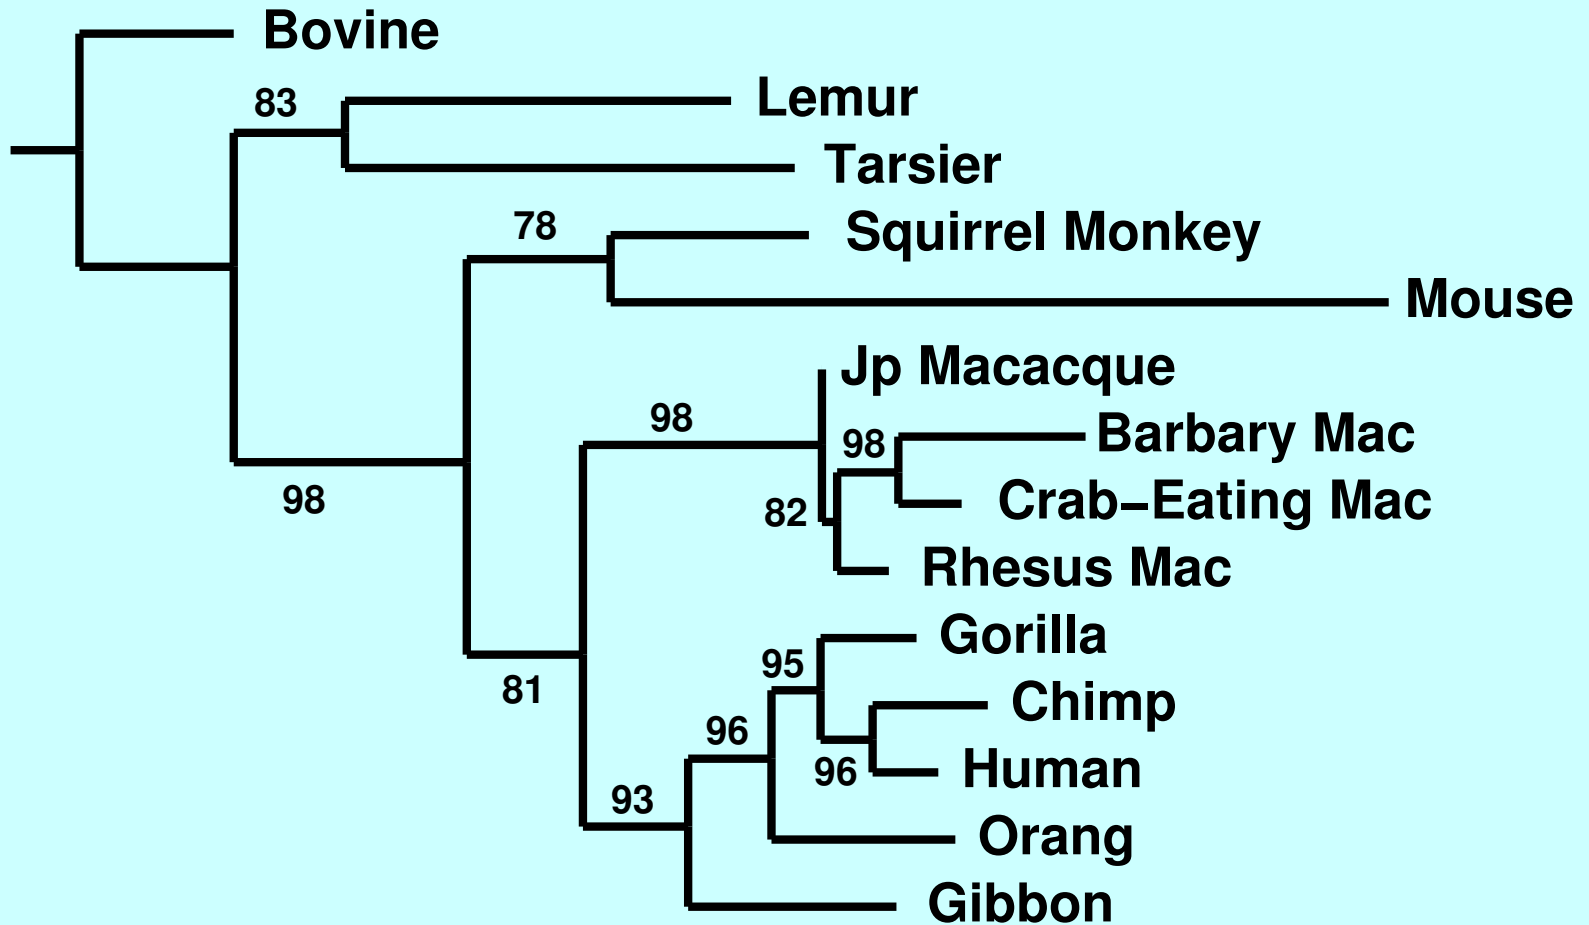 Bovine
83
Lemur
Tarsier
78
Squirrel Monkey
Mouse
Jp Macacque
98
98
Barbary Mac
98
82
Crab−Eating Mac
Rhesus Mac
Gorilla
95
81
Chimp
96
96
Human
93
Orang
Gibbon